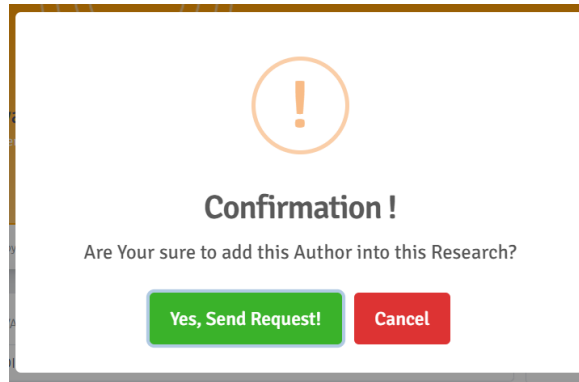 !
Confirmation !
Are Your sure to add this Author into this Research?
Yes, Send Request!
Cancel